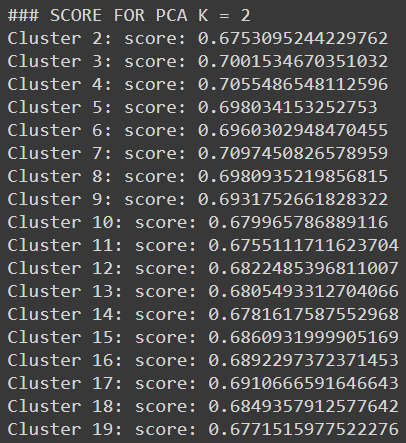 ### SCORE FOR PCA K = 2
Cluster 2: score: 0.6753095244229762
Cluster 3: score: 0.7001534670351032
Cluster 4: score: 0.7055486548112596
Cluster 5: score: 0.698034153252753
Cluster 6: score: 0.6960302948470455
Cluster 7: score: 0.7097450826578959
Cluster 8: score: 0.6980935219856815
Cluster 9: score: 0.6931752661828322
Cluster 10: score: 0.679965786889116
Cluster 11: score: 0.6755111711623704
Cluster 12: score: 0.6822485396811007
Cluster 13: score: 0.6805493312704066
Cluster 14: score: 0.6781617587552968
Cluster 15: score: 0.6860931999905169
Cluster 16: score: 0.6892297372371453
Cluster 17: score: 0.6910666591646643
Cluster 18: score: 0.6849357912577642
Cluster 19: score: 0.6771515977522276